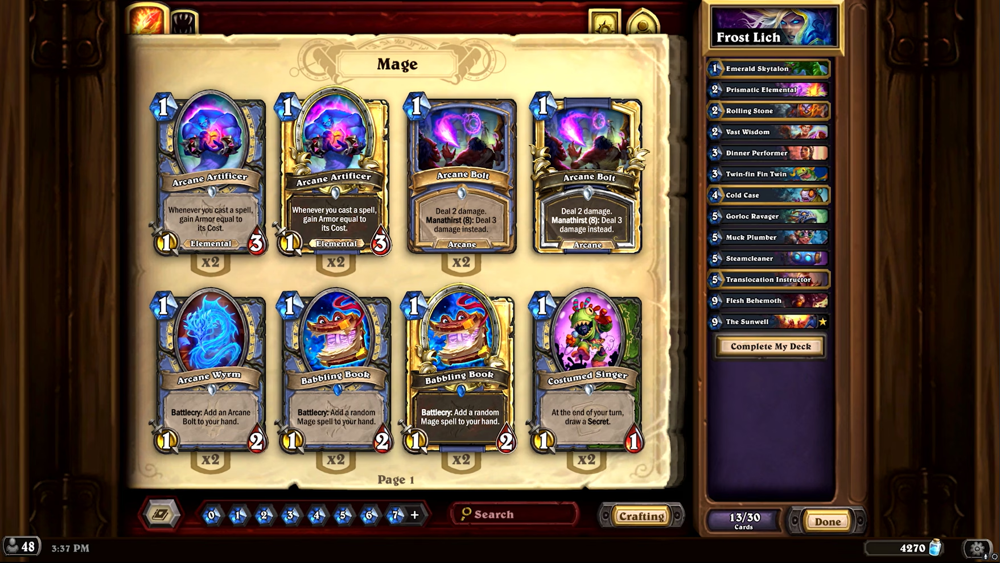 Mage
1
Arcane Artificer
Whenever you cast a spell,
gain Armor equal to
its Cost.
1
Elemental
3
x2
1
Arcane Artificer
Whenever you cast a spell,
gain Armor equal to
its Cost.
1
Elemental
3
x2
1
Arcane Bolt
Deal 2 damage.
Manathirst (8): Deal 3
damage instead.
Arcane
x2
1
Arcane Bolt
Deal 2 damage.
Manathirst (8): Deal 3
damage instead.
Arcane
1
Arcane Wyrm
Battlecry: Add an Arcane
Bolt to your hand.
1
2
x2
1
Babbling Book
Battlecry: Add a random
Mage spell to your hand.
1
2
x2
1
Babbling Book
Battlecry: Add a random
Mage spell to your hand.
1
2
x2
1
Costumed Singer
At the end of your turn,
draw a Secret.
1
1
x2
Page 1
0 1 2 3 4 5 6 7 +
Search
Crafting
Frost Lich
1 Emerald Skytalon
2 Prismatic Elemental
2 Rolling Stone
2 Vast Wisdom
3 Dinner Performer
3 Twin-fin Fin Twin
4 Cold Case
5 Gorloc Ravager
5 Muck Plumber
5 Steamcleaner
5 Translocation Instructor
9 Flesh Behemoth
9 The Sunwell
Complete My Deck
13/30
Cards
Done
48
3:37 PM
4270